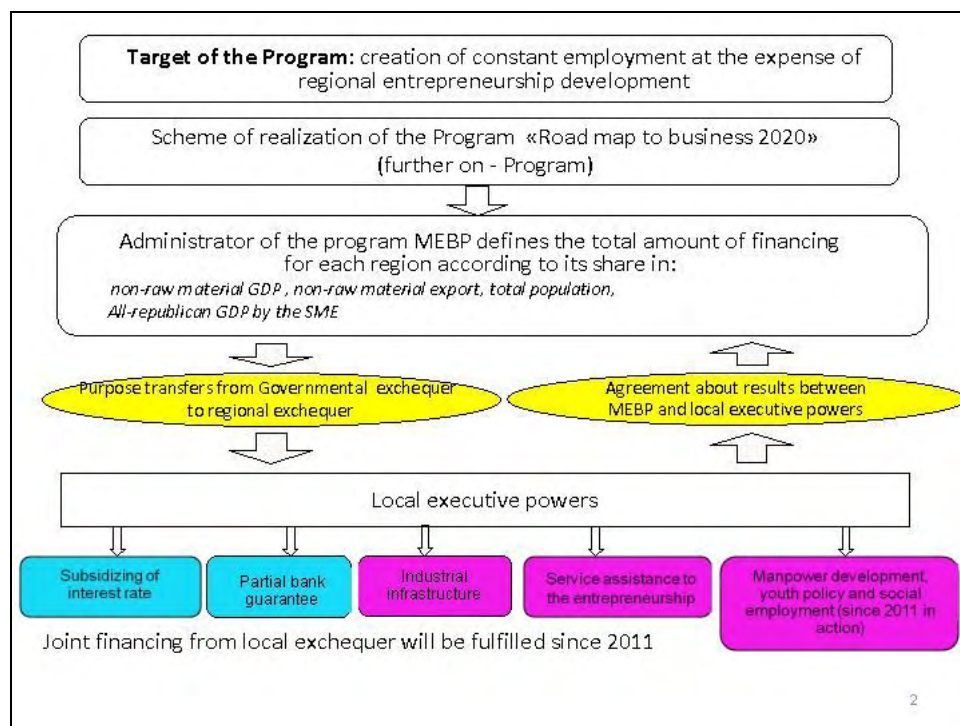 Target of the Program: creation of constant employment at the expense of
regional entrepreneurship development
Scheme of realization of the Program «Road map to business 2020»
(further on - Program)
Administrator of the program MEBP defines the total amount of financing
for each region according to its share in:
non-raw material GDP , non-raw material export, total population,
All-republican GDP by the SME
Purpose transfers from Governmental exchequer
to regional exchequer
Agreement about results between
MEBP and local executive powers
Local executive powers
Subsidizing of
interest rate
Partial bank
guarantee
Industrial
infrastructure
Service assistance to
the entrepreneurship
Manpower development,
youth policy and social
employment (since 2011 in
action)
Joint financing from local exchequer will be fulfilled since 2011
2